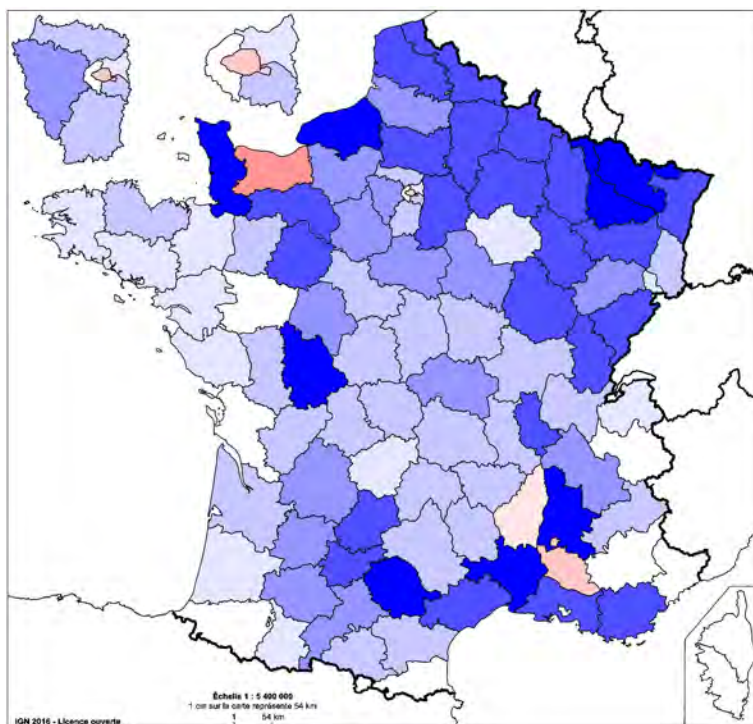 Échelle 1 : 5 400 000
1 cm sur la carte représente 54 km
1 54 km
IGN 2016 - Licence ouverte